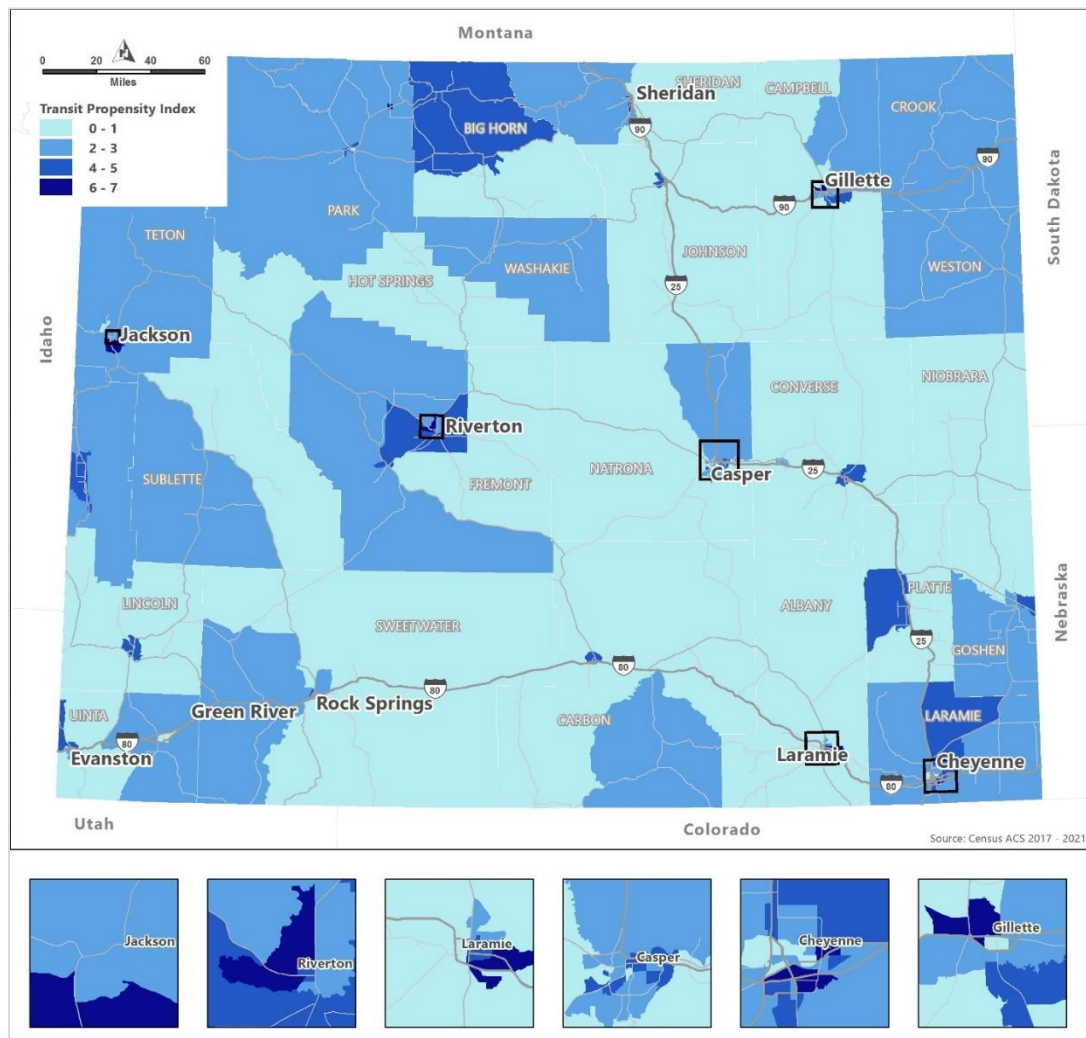 Montana
0 20 40 60
Miles
Transit Propensity Index
0 - 1
2 - 3
4 - 5
6 - 7
N
SHERIDAN
CAMPBELL
Sheridan
CROOK
BIG HORN
90
90
Gillette
90
PARK
TETON
South Dakota
JOHNSON
WASHAKIE
WESTON
HOT SPRINGS
25
Idaho
Jackson
NIOBRARA
CONVERSE
Riverton
NATRONA
Casper
25
SUBLETTE
FREMONT
Nebraska
PLATTE
LINCOLN
ALBANY
SWEETWATER
25
GOSHEN
80
80
Rock Springs
Green River
UINTA
CARBON
LARAMIE
80
Evanston
Laramie
Cheyenne
80
Utah
Colorado
Source: Census ACS 2017 - 2021
Jackson
Riverton
Laramie
Casper
Cheyenne
Gillette